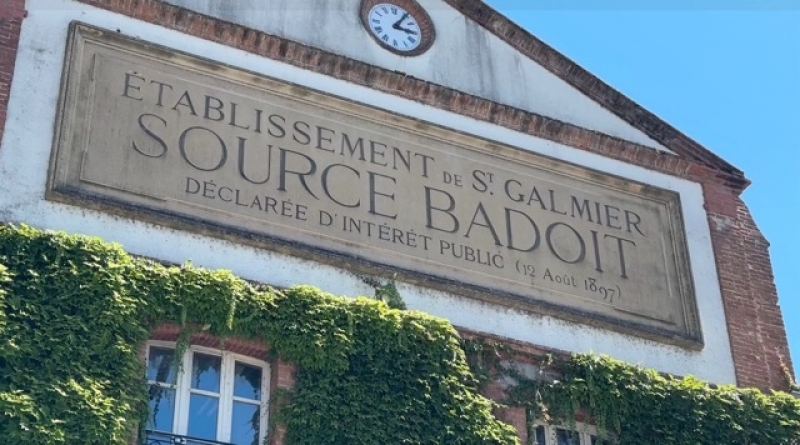 ÉTABLISSEMENT DE ST GALMIER
SOURCE BADOIT
DÉCLARÉE D'INTÉRÊT PUBLIC (12 Août 1897)